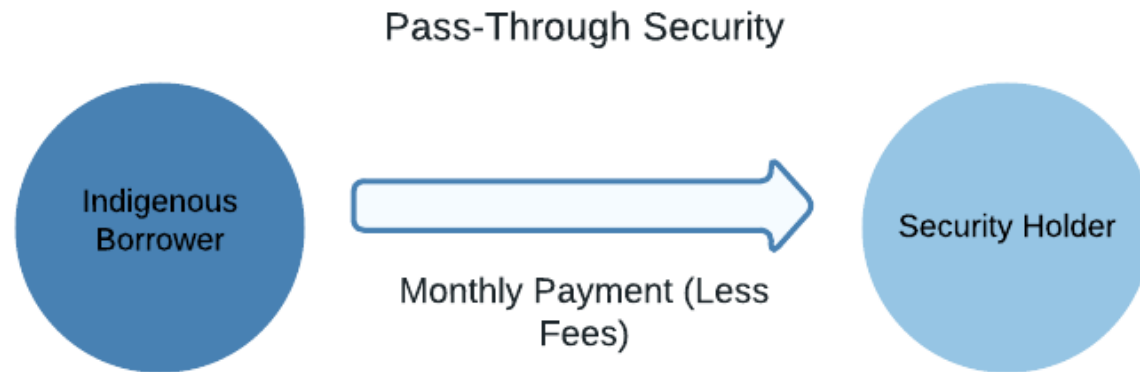 Pass-Through Security
Indigenous
Borrower
Security Holder
Monthly Payment (Less
Fees)